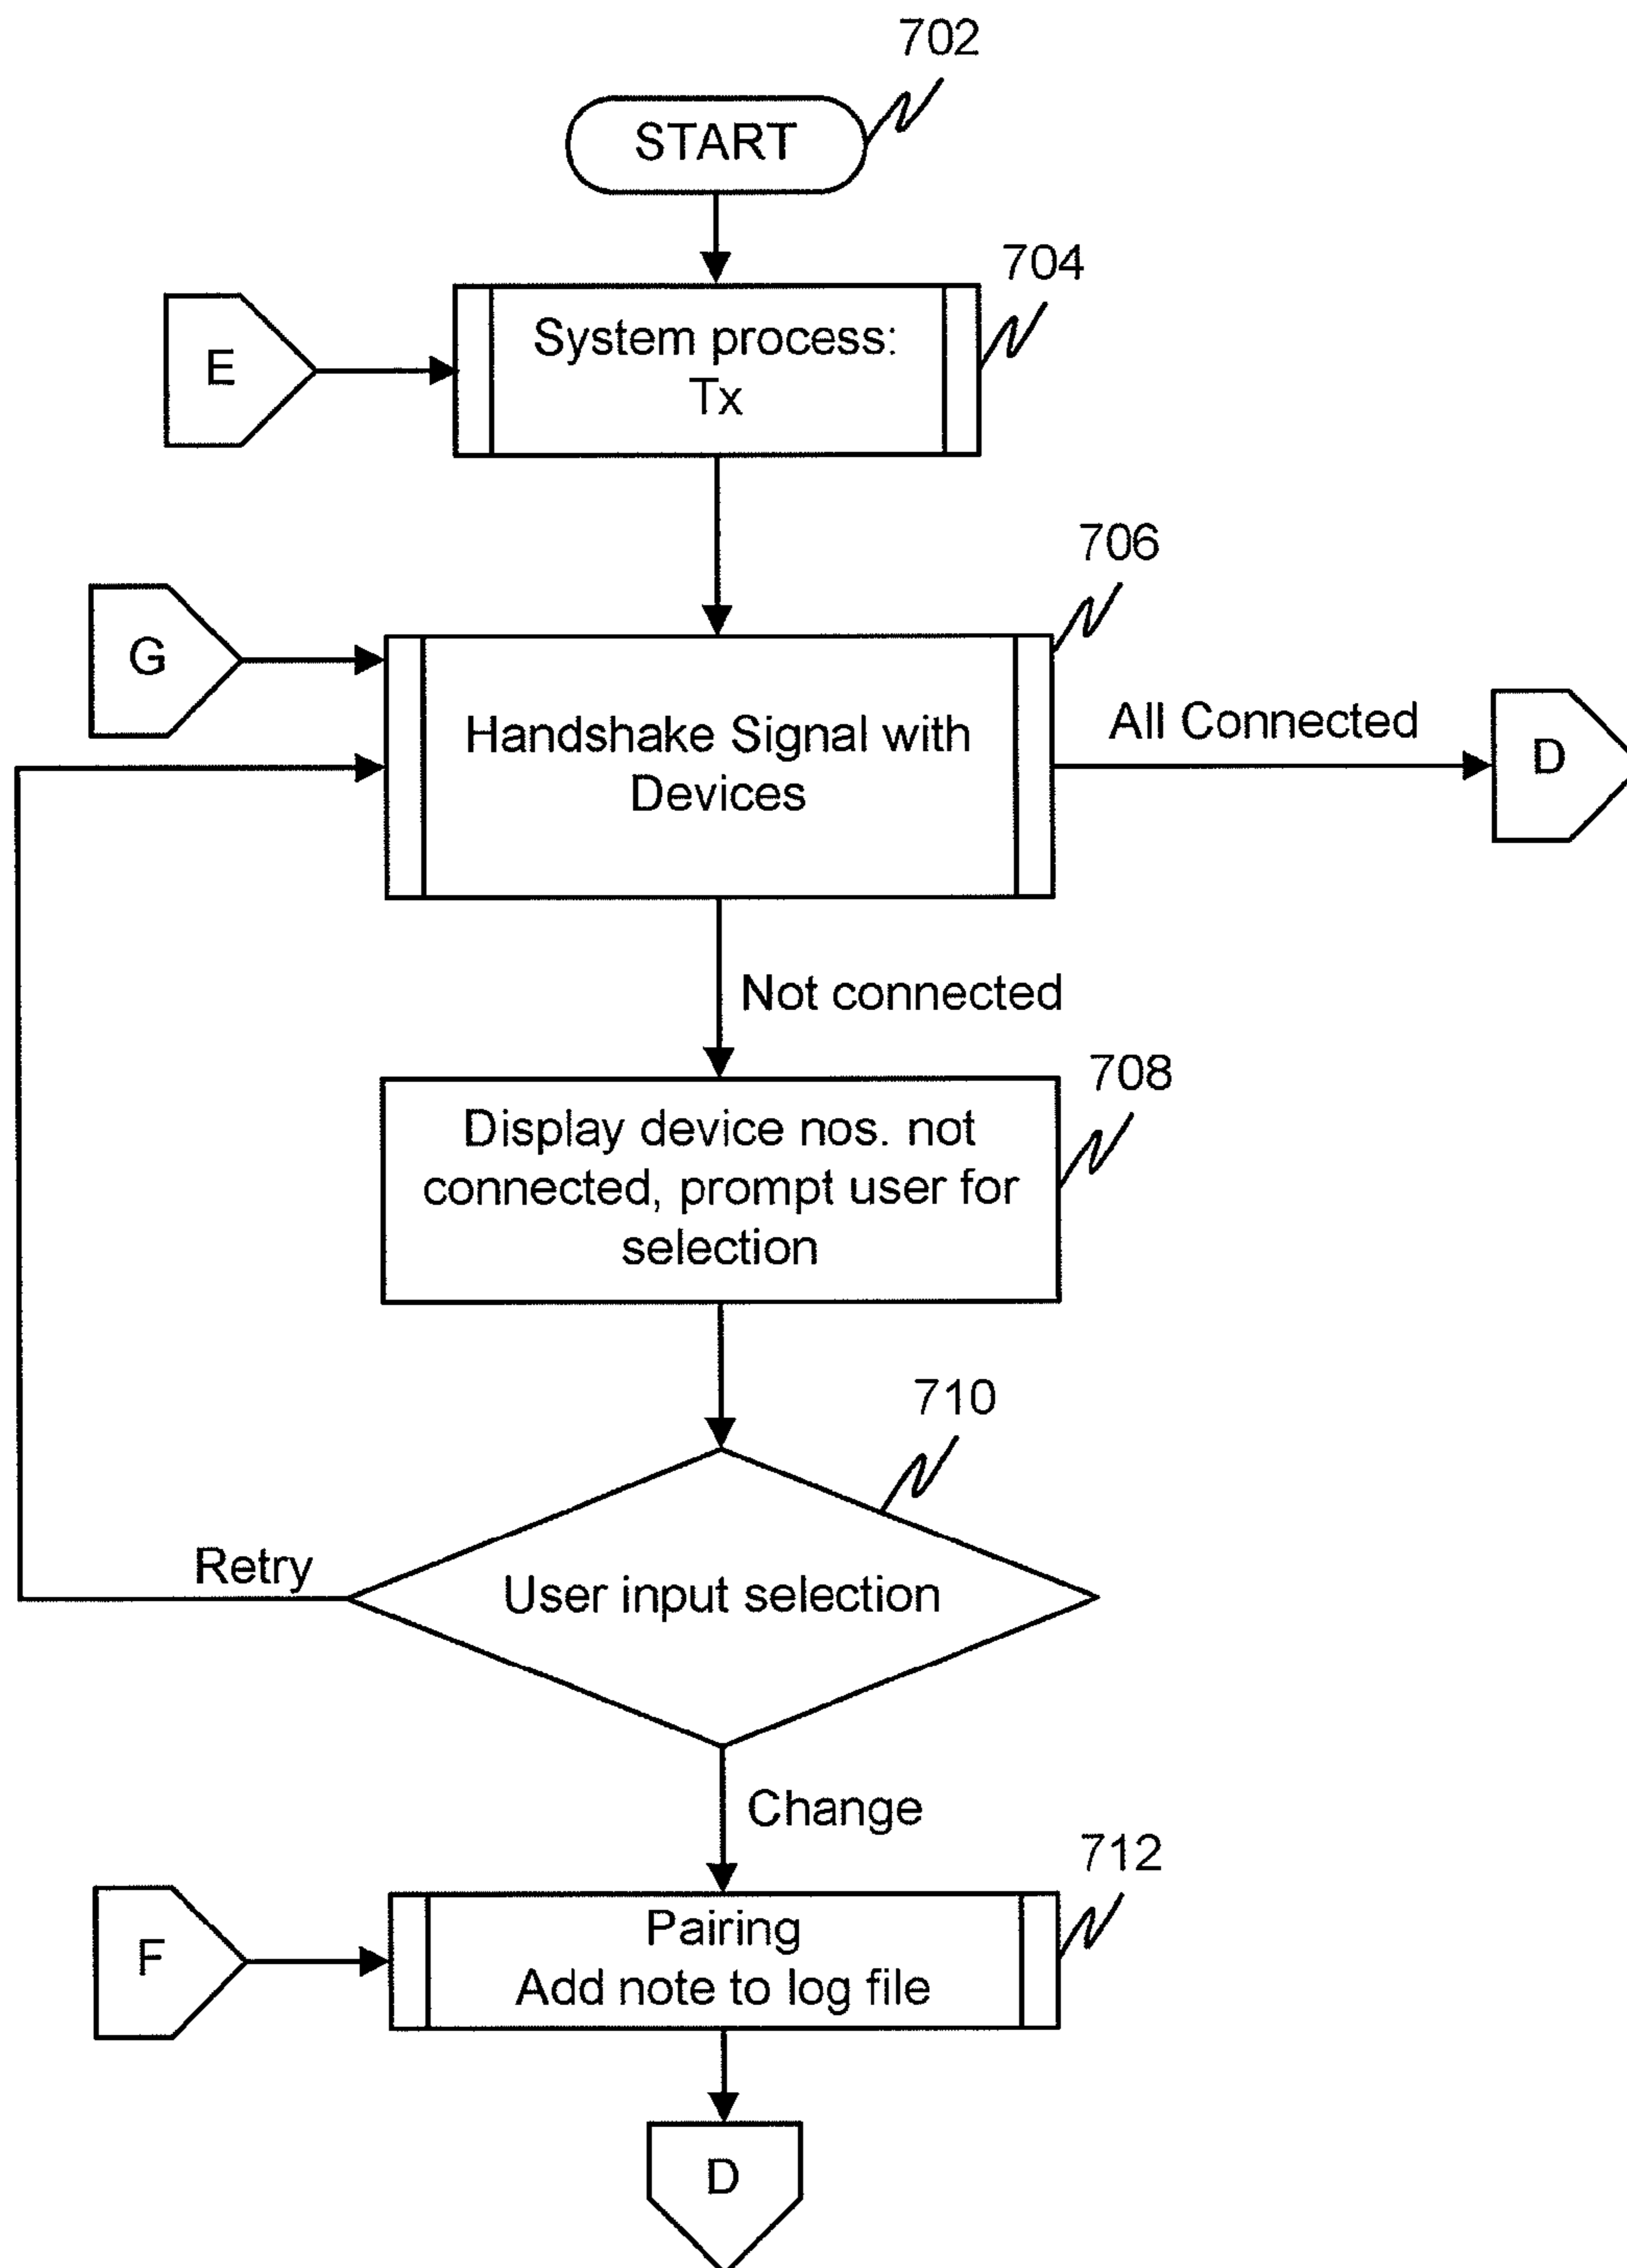 702
START
704
System process:
Tx
E
706
G
Handshake Signal with
Devices
All Connected
D
Not connected
708
Display device nos. not
connected, prompt user for
selection
710
Retry
User input selection
Change
712
F
Pairing
Add note to log file
D